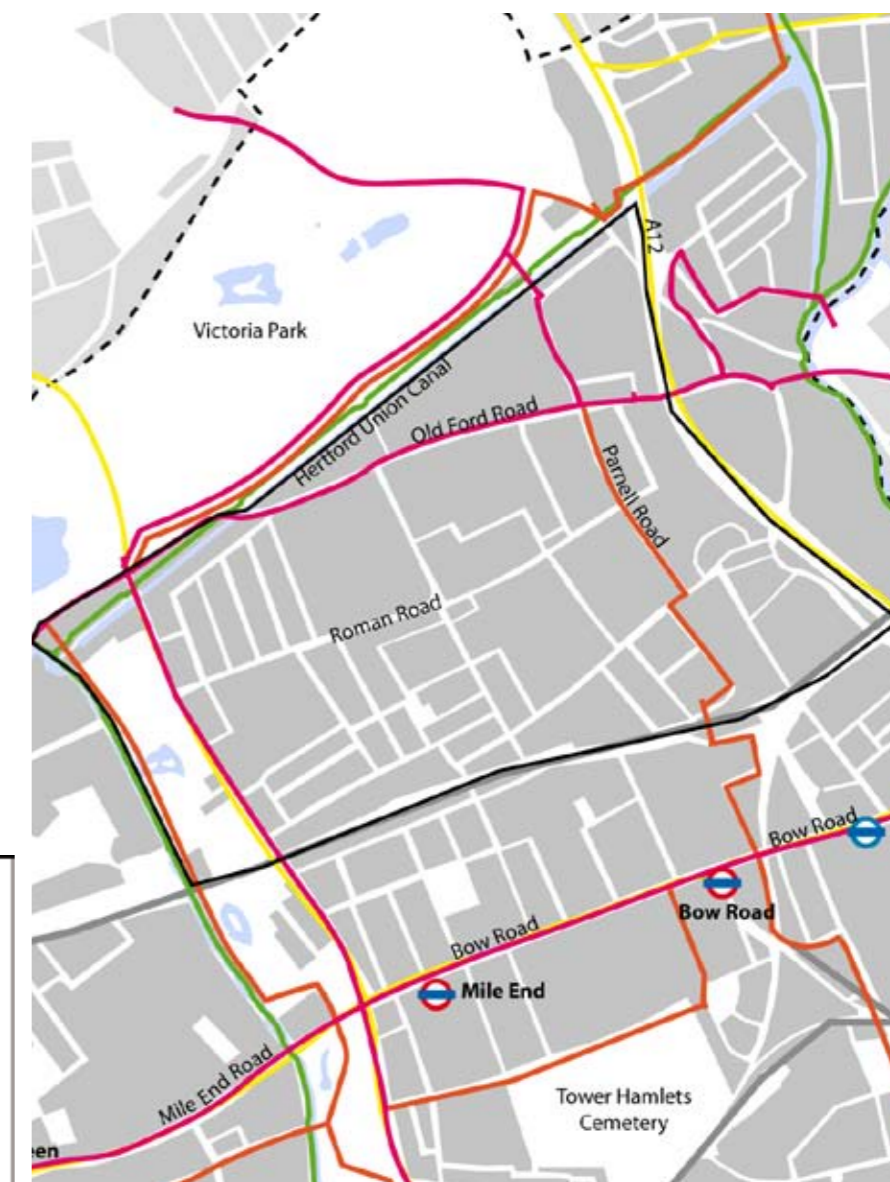 A12
Victoria Park
Hertford Union Canal
Old Ford Road
Parnell Road
Roman Road
Bow Road
Bow Road
Bow Road
Mile End
Mile End Road
Tower Hamlets
Cemetery
een